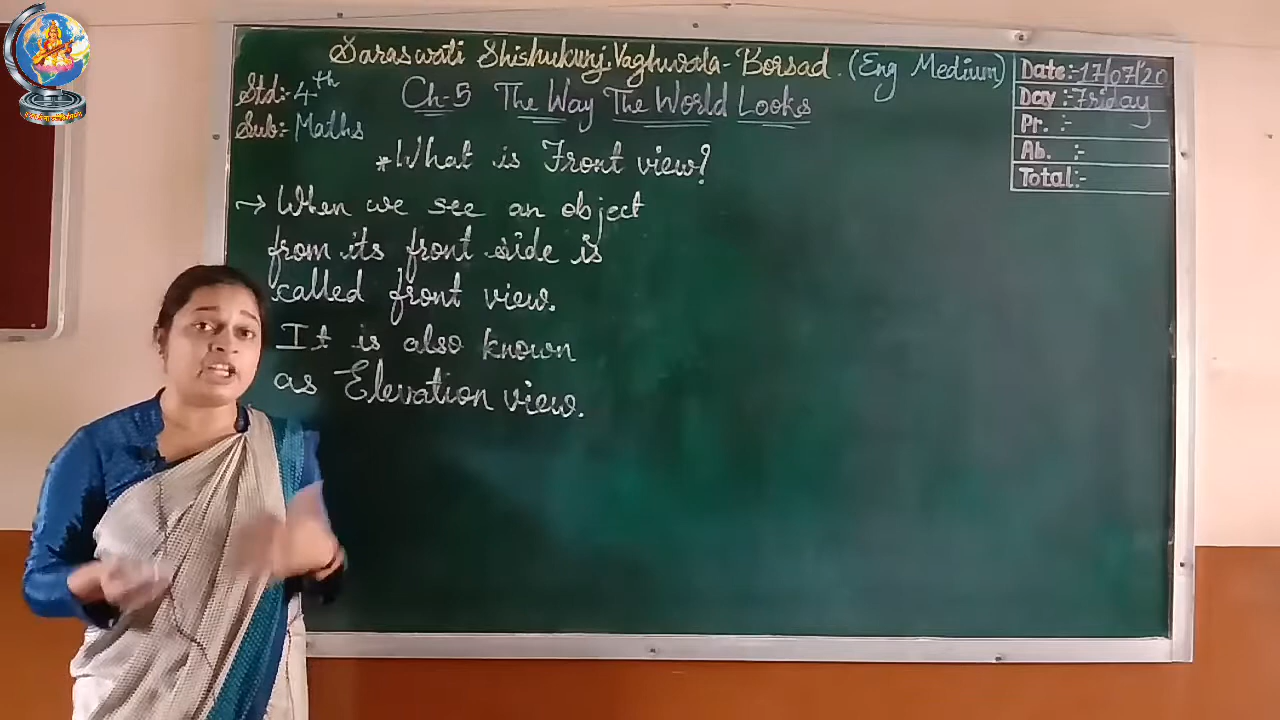 Saraswati Shishukunj Vaghwala-Borsad. (Eng Medium)
Date:-17/07/20
Std:-4th
Ch-5 The Way The World Looks
Day:-Friday
Sub:-Maths
Pr. :-
*What is Front view?
Ab. :-
Total:-
→ When we see an object
from its front side is
called front view.
It is also known
as Elevation view.